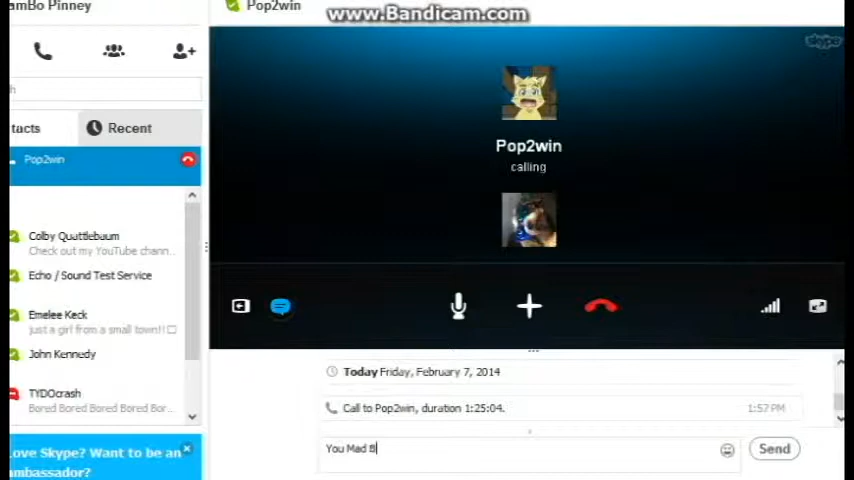 amBo Pinney
Pop2win
www.Bandicam.com
skype
h
tacts
Recent
Pop2win
Pop2win
calling
Colby Quattlebaum
Check out my YouTube chann...
Echo / Sound Test Service
Emelee Keck
just a girl from a small town!!
John Kennedy
TYDOcrash
Bored Bored Bored Bored Bor...
Love Skype? Want to be an
ambassador?
Today Friday, February 7, 2014
Call to Pop2win, duration 1:25:04.
1:57 PM
You Mad B
Send